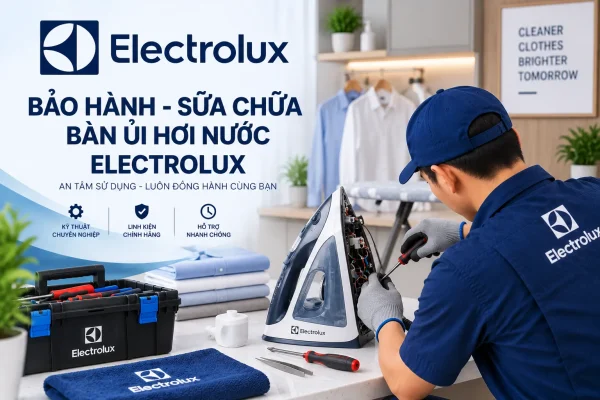 Electrolux
BẢO HÀNH - SỬA CHỮA
BÀN ỦI HƠI NƯỚC
ELECTROLUX
AN TÂM SỬ DỤNG - LUÔN ĐỒNG HÀNH CÙNG BẠN
KỸ THUẬT
CHUYÊN NGHIỆP
LINH KIỆN
CHÍNH HÃNG
HỖ TRỢ
NHANH CHÓNG
CLEANER
CLOTHES
BRIGHTER
TOMORROW
Electrolux
Electrolux
Electrolux
Electrolux